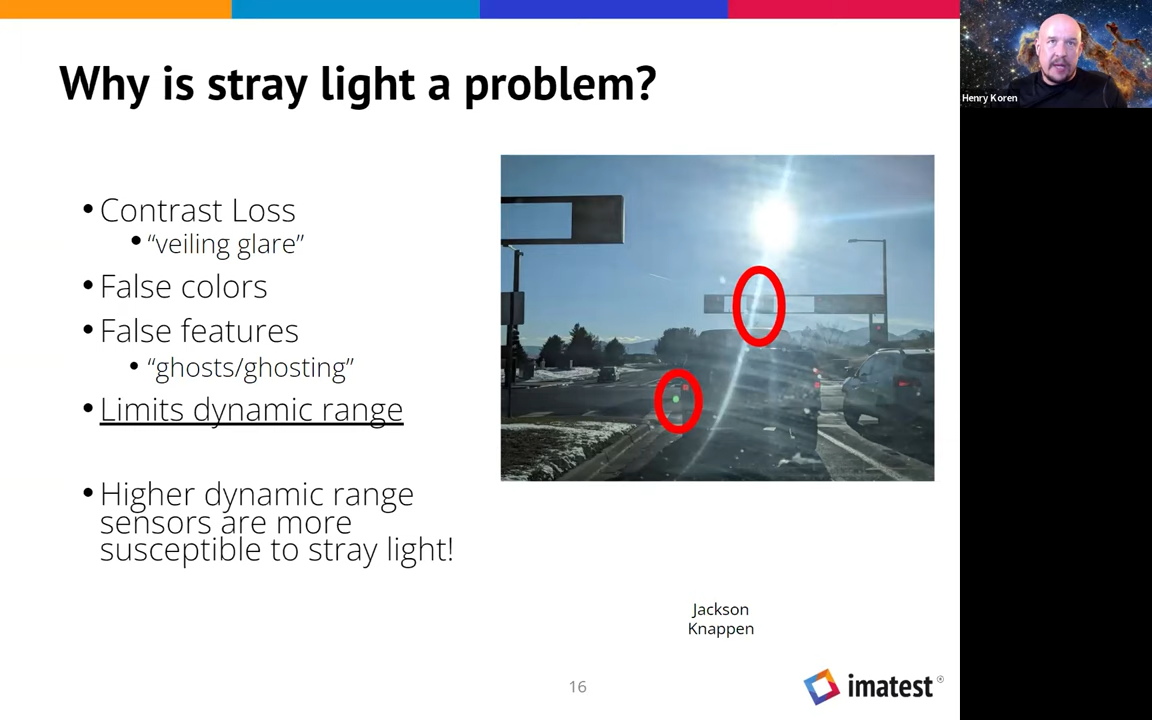 Why is stray light a problem?
Henry Koren
• Contrast Loss
• “veiling glare”
• False colors
• False features
• “ghosts/ghosting”
• Limits dynamic range
• Higher dynamic range
sensors are more
susceptible to stray light!
Jackson
Knappen
16
imatest®